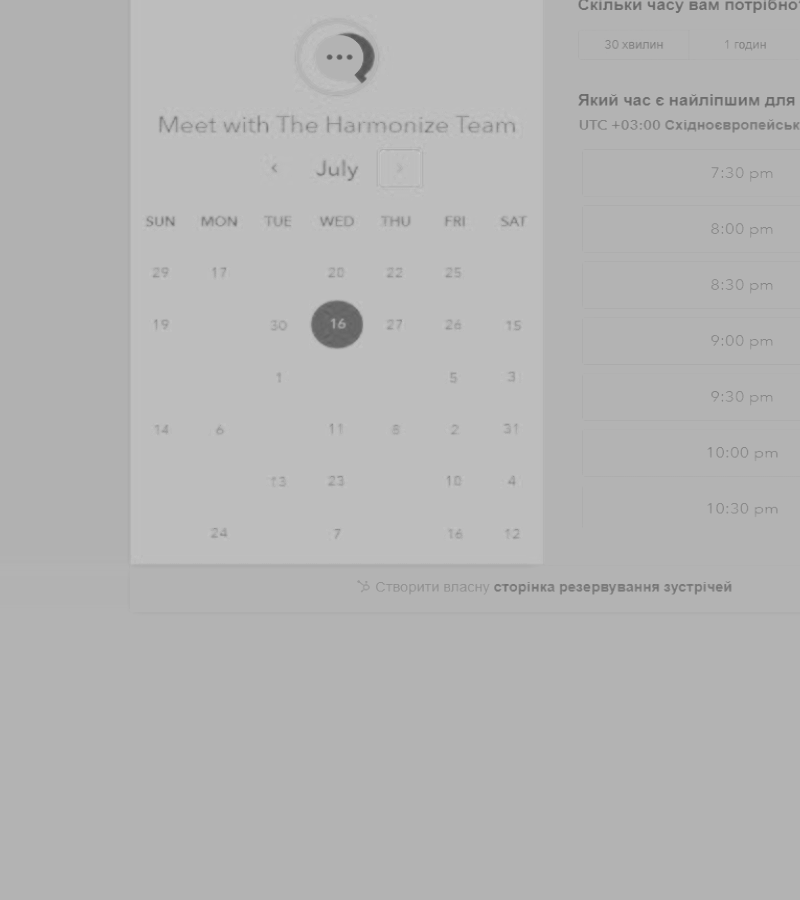 Meet with The Harmonize Team
July
SUN MON TUE WED THU FRI SAT
29 17 20 22 25
19 30 16 27 26 15
1 5 3
14 6 11 8 2 31
13 23 10 4
24 7 16 12
Скільки часу вам потрібно?
30 хвилин 1 годин
Який час є найліпшим для
UTC +03:00 Східноєвропейськ
7:30 pm
8:00 pm
8:30 pm
9:00 pm
9:30 pm
10:00 pm
10:30 pm
Створити власну сторінка резервування зустрічей